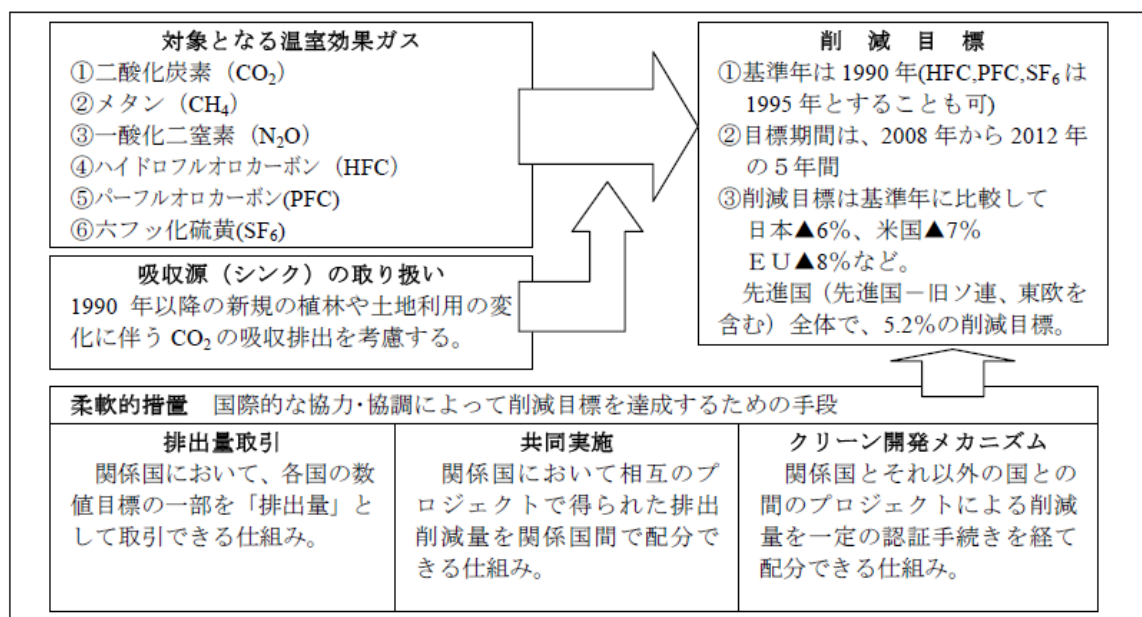 対象となる温室効果ガス
①二酸化炭素（CO₂）
②メタン（CH₄）
③一酸化二窒素（N₂O）
④ハイドロフルオロカーボン（HFC）
⑤パーフルオロカーボン(PFC)
⑥六フッ化硫黄(SF₆)
吸収源（シンク）の取り扱い
1990 年以降の新規の植林や土地利用の変
化に伴う CO₂の吸収排出を考慮する。
削　減　目　標
①基準年は 1990 年(HFC,PFC,SF₆は
1995 年とすることも可)
②目標期間は、2008 年から 2012 年
の５年間
③削減目標は基準年に比較して
日本▲6%、米国▲7%
ＥＵ▲8%など。
先進国（先進国－旧ソ連、東欧を
含む）全体で、5.2%の削減目標。
柔軟的措置　国際的な協力･協調によって削減目標を達成するための手段
排出量取引
関係国において、各国の数
値目標の一部を「排出量」と
して取引できる仕組み。
共同実施
関係国において相互のプ
ロジェクトで得られた排出
削減量を関係国間で配分で
きる仕組み。
クリーン開発メカニズム
関係国とそれ以外の国との
間のプロジェクトによる削減
量を一定の認証手続きを経て
配分できる仕組み。